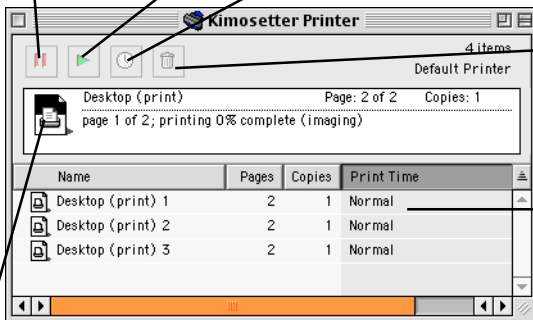 Kimosetter Printer
4 items
Default Printer
Desktop (print) Page: 2 of 2 Copies: 1
page 1 of 2; printing 0% complete (imaging)
Name Pages Copies Print Time
Desktop (print) 1 2 1 Normal
Desktop (print) 2 2 1 Normal
Desktop (print) 3 2 1 Normal